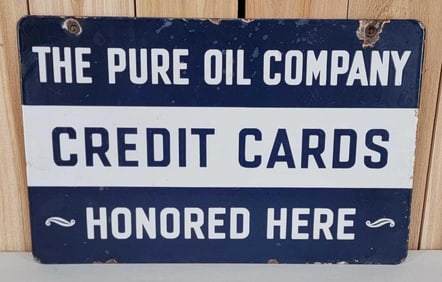 THE PURE OIL COMPANY
CREDIT CARDS
HONORED HERE